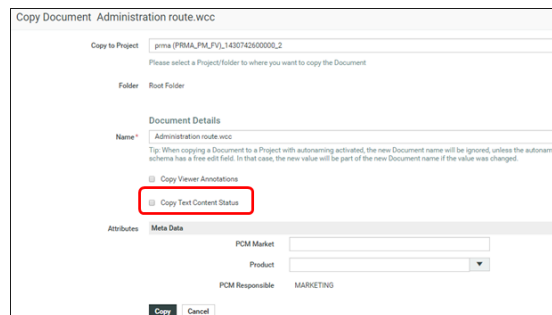 Copy Document Administration route.wcc
Copy to Project prma (PRMA_PM_FV)_1430742600000_2
Please select a Project/folder to where you want to copy the Document
Folder Root Folder
Document Details
Name* Administration route.wcc
Tip: When copying a Document to a Project with autonaming activated, the new Document name will be ignored, unless the autonam
schema has a free edit field. In that case, the new value will be part of the new Document name if the value was changed.
Copy Viewer Annotations
Copy Text Content Status
Attributes Meta Data
PCM Market
Product
PCM Responsible MARKETING
Copy Cancel